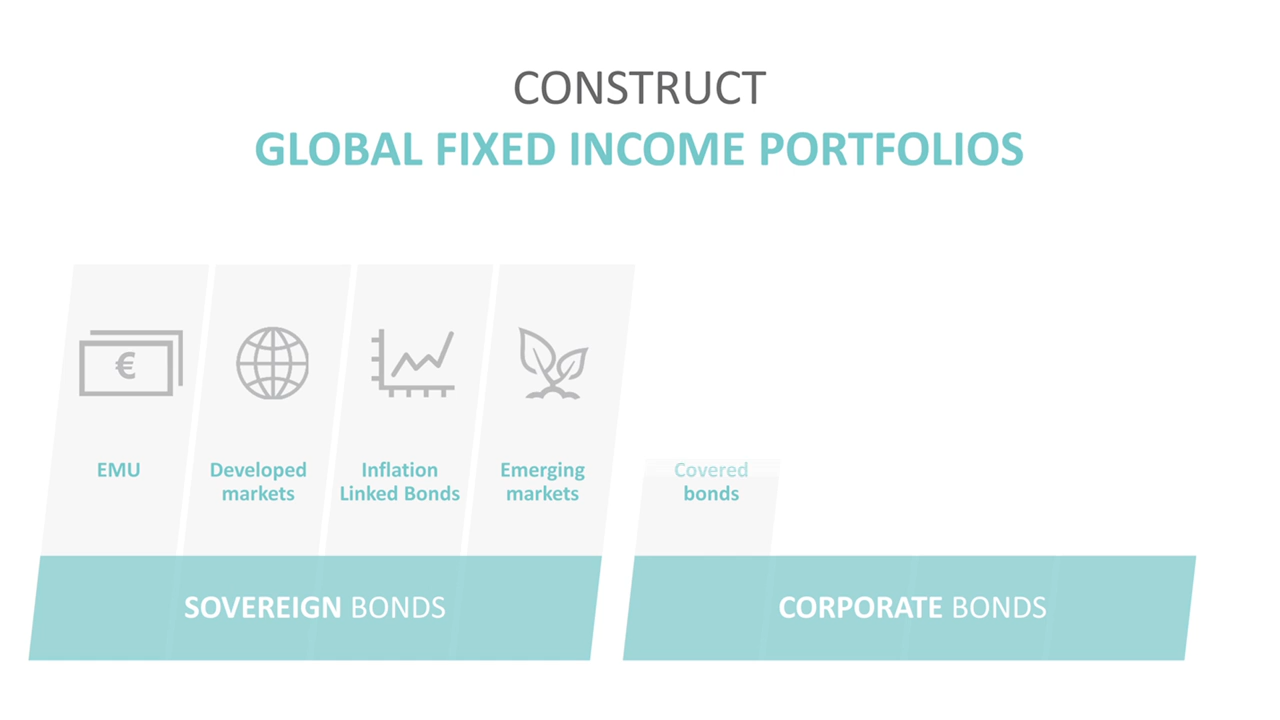 CONSTRUCT
GLOBAL FIXED INCOME PORTFOLIOS
€
EMU
Developed
markets
Inflation
Linked Bonds
Emerging
markets
Covered
bonds
SOVEREIGN BONDS
CORPORATE BONDS